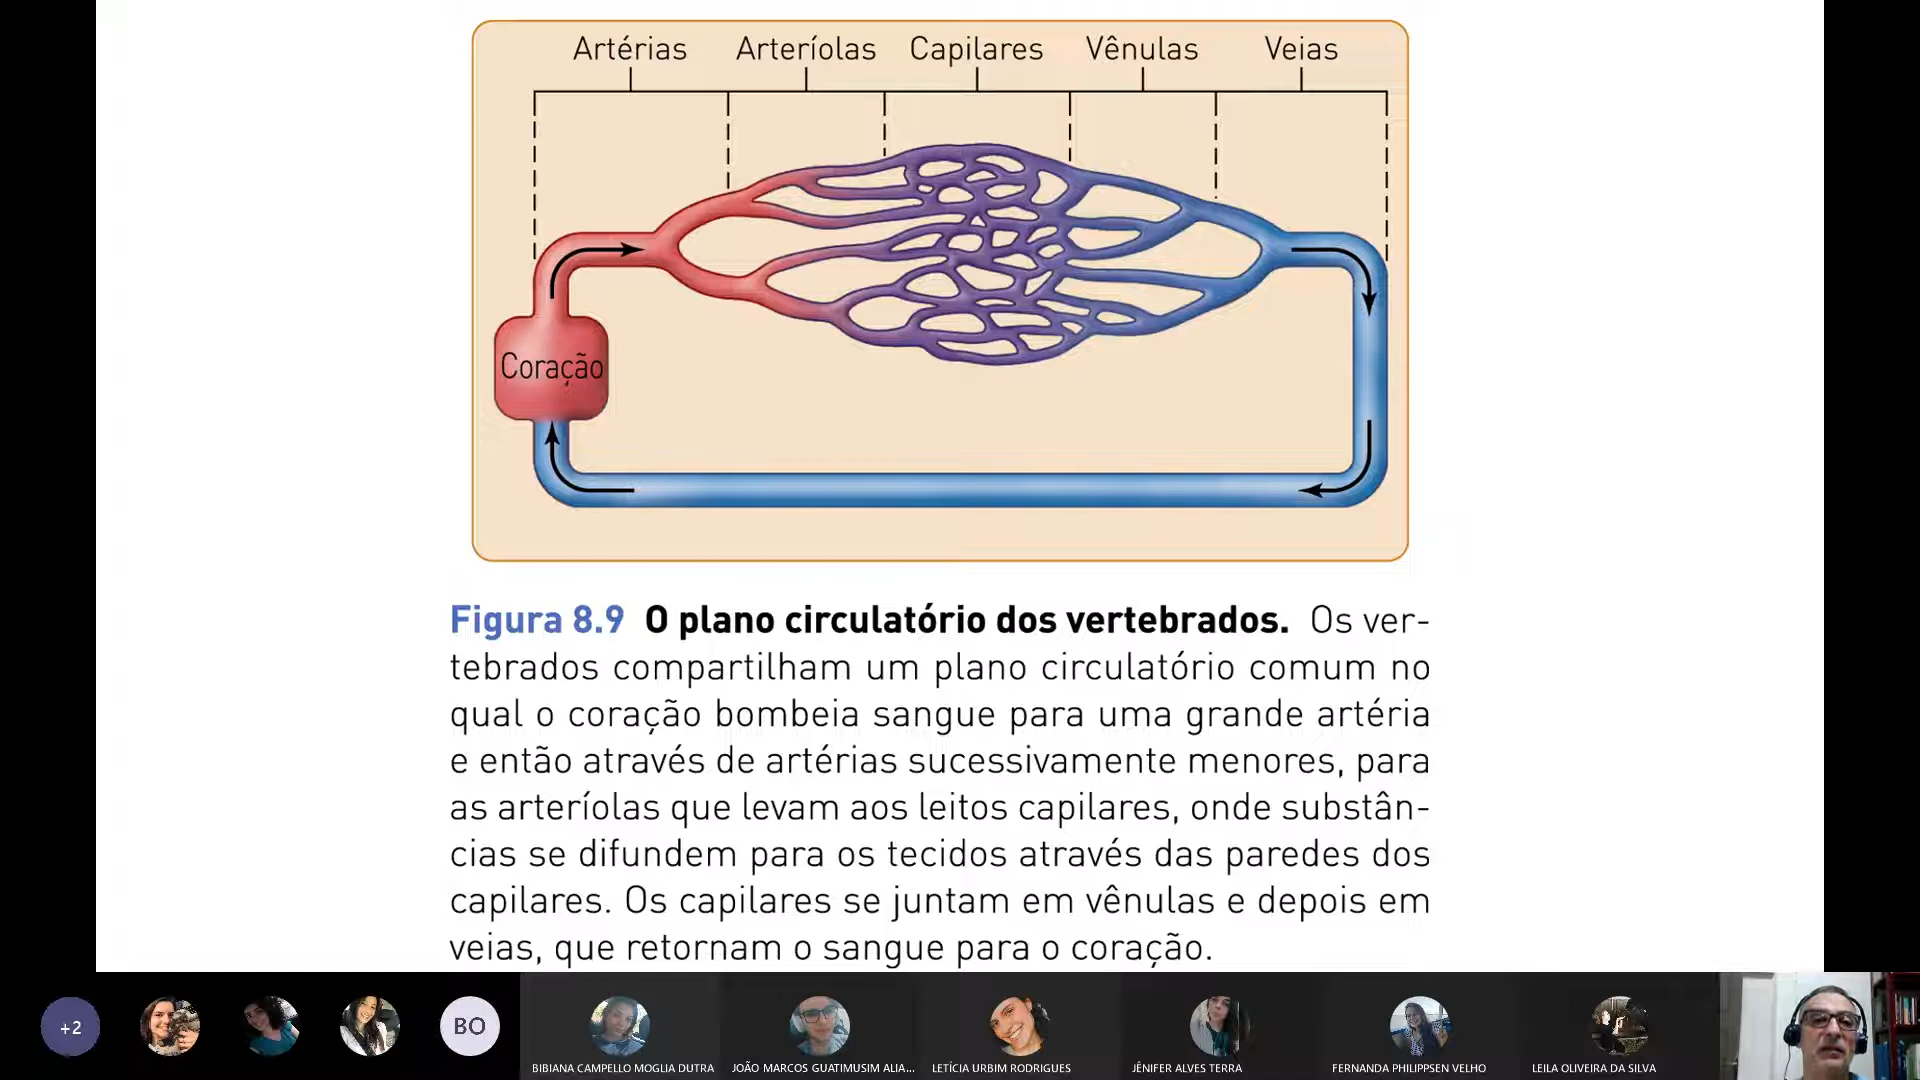 Artérias Arteríolas Capilares Vênulas Veias
Coração
Figura 8.9 O plano circulatório dos vertebrados. Os ver-
tebrados compartilham um plano circulatório comum no
qual o coração bombeia sangue para uma grande artéria
e então através de artérias sucessivamente menores, para
as arteríolas que levam aos leitos capilares, onde substân-
cias se difundem para os tecidos através das paredes dos
capilares. Os capilares se juntam em vênulas e depois em
veias, que retornam o sangue para o coração.
+2
BO
BIBIANA CAMPELLO MOGLIA DUTRA
JOÃO MARCOS GUATIMUSIM ALIA...
LETÍCIA URBIM RODRIGUES
JÊNIFER ALVES TERRA
FERNANDA PHILIPPSEN VELHO
LEILA OLIVEIRA DA SILVA